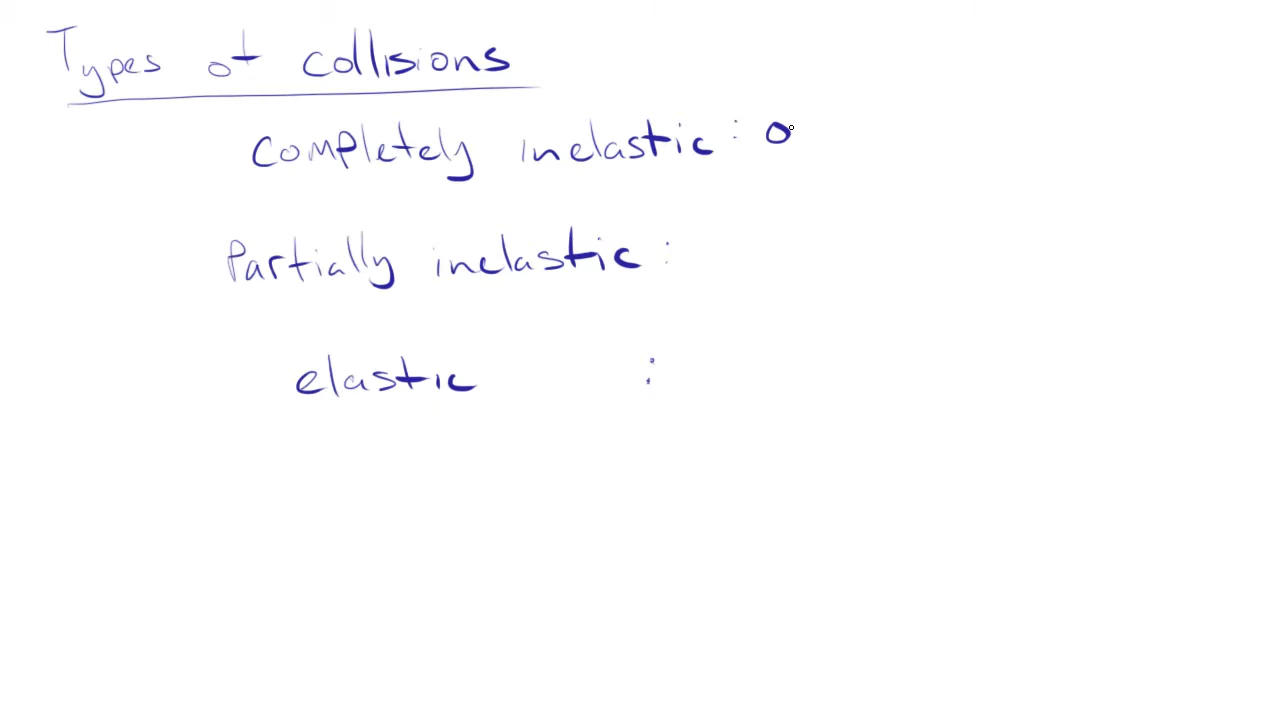 Types of collisions
completely inelastic : o
Partially inelastic :
elastic :